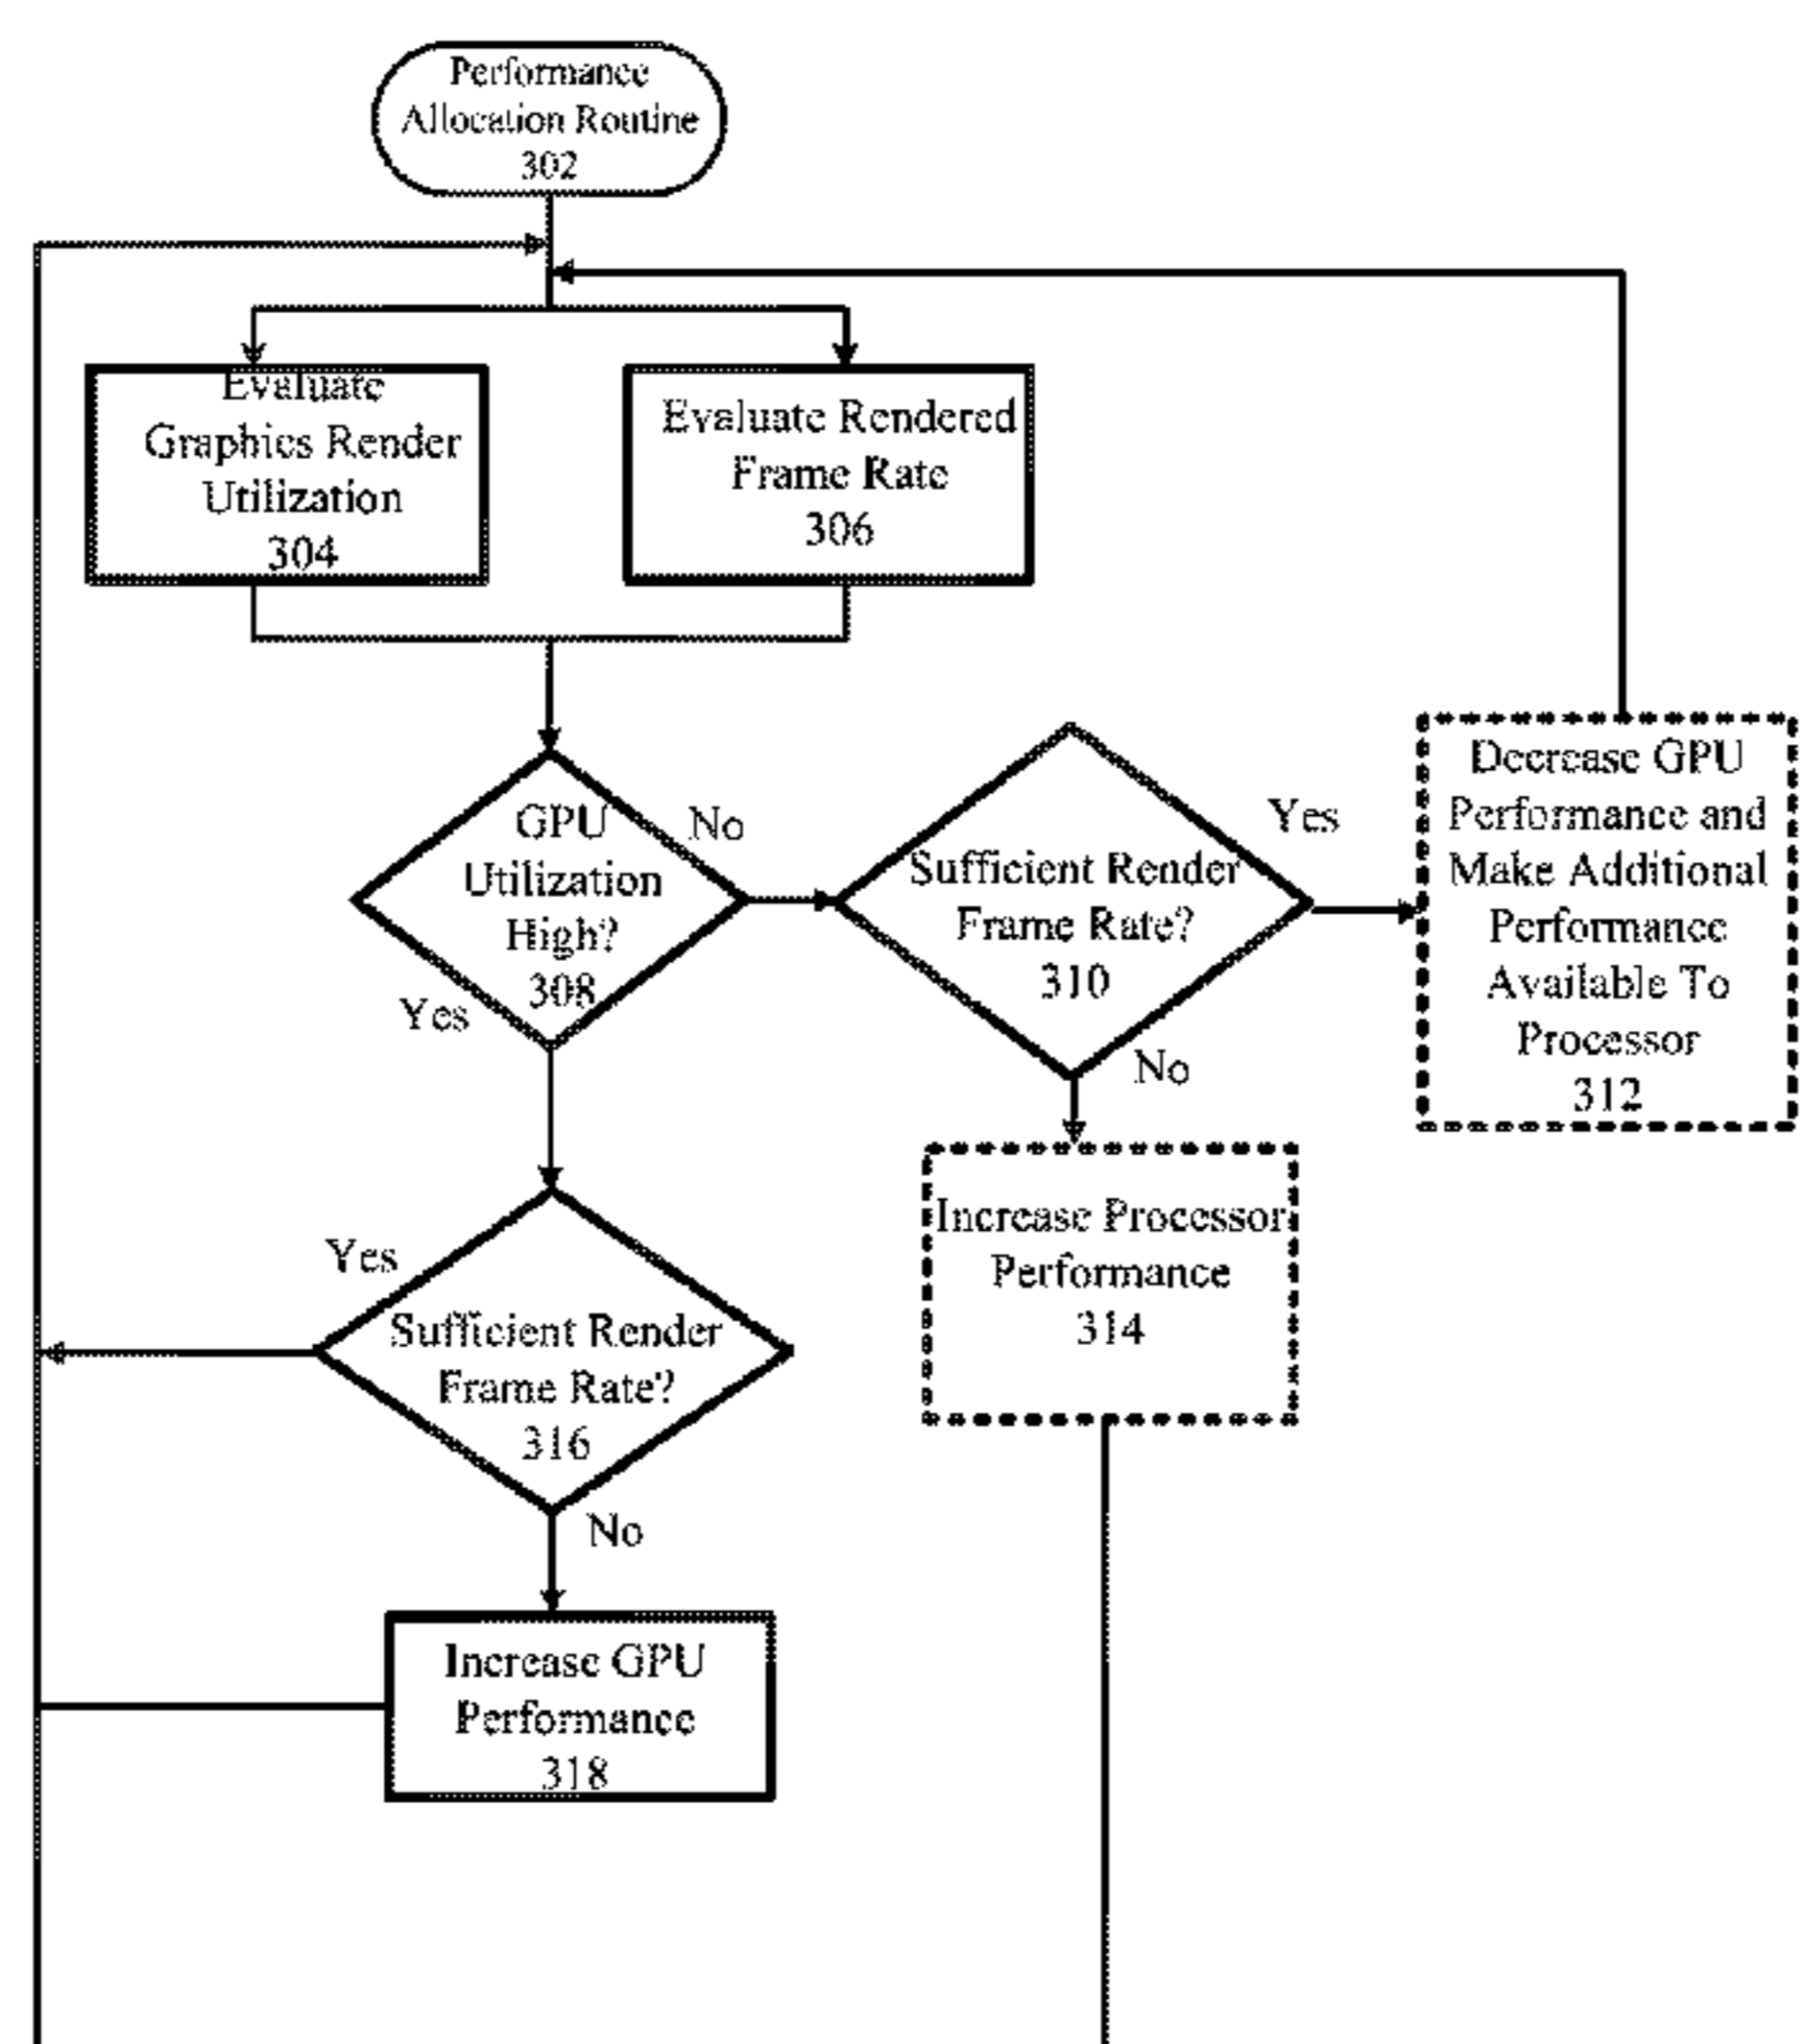 Performance
Allocation Routine
302
Evaluate
Graphics Render
Utilization
304
Evaluate Rendered
Frame Rate
306
GPU
Utilization
High?
308
No
Yes
Sufficient Render
Frame Rate?
310
Yes
No
Decrease GPU
Performance and
Make Additional
Performance
Available To
Processor
312
Increase Processor
Performance
314
Yes
Sufficient Render
Frame Rate?
316
No
Increase GPU
Performance
318